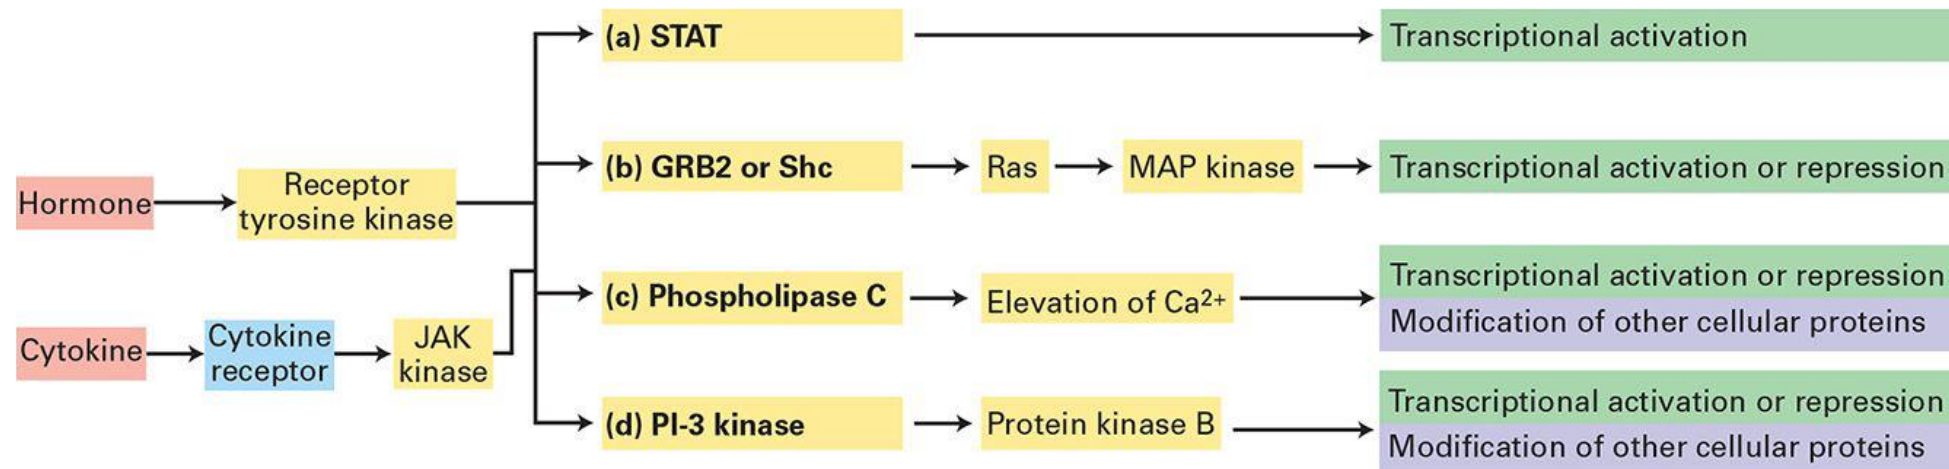 Hormone
Receptor
tyrosine kinase
Cytokine
Cytokine
receptor
JAK
kinase
(a) STAT
Transcriptional activation
(b) GRB2 or Shc
Ras
MAP kinase
Transcriptional activation or repression
(c) Phospholipase C
Elevation of Ca²⁺
Transcriptional activation or repression
Modification of other cellular proteins
(d) PI-3 kinase
Protein kinase B
Transcriptional activation or repression
Modification of other cellular proteins